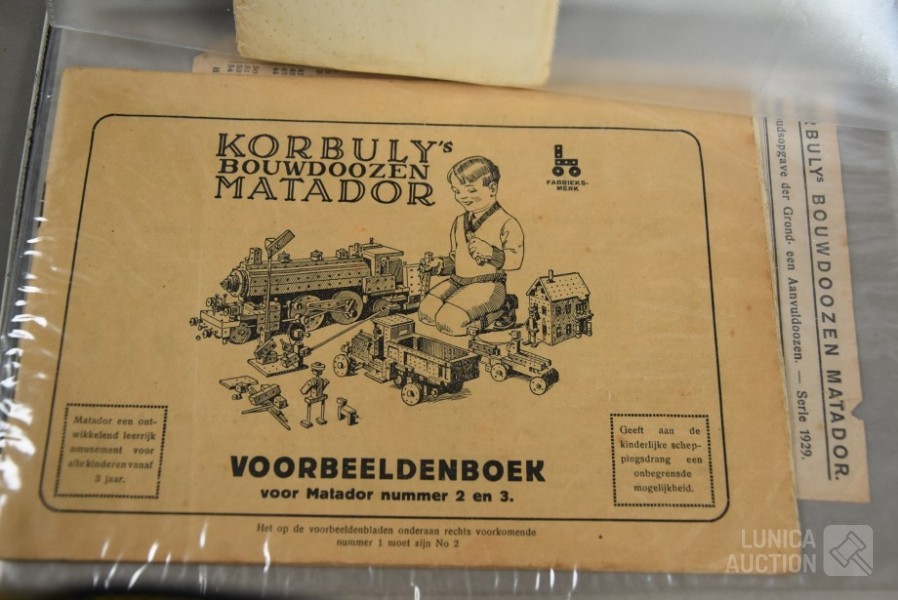 KORBULY's
BOUWDOOZEN
MATADOR
FABRIEKS-
MERK
Matador een ont-
wikkelend leerrijk
amusement voor
alle kinderen vanaf
3 jaar.
Geeft aan de
kinderlijke schep-
pingsdrang een
onbegrensde
mogelijkheid.
VOORBEELDENBOEK
voor Matador nummer 2 en 3.
Het op de voorbeeldenbladen onderaan rechts voorkomende
nummer 1 moet zijn No 2
BOUWDOOZEN MATADOR.
der Grond- en Aanvuldoozen. — Serie 1929.
LUNICA
AUCTION